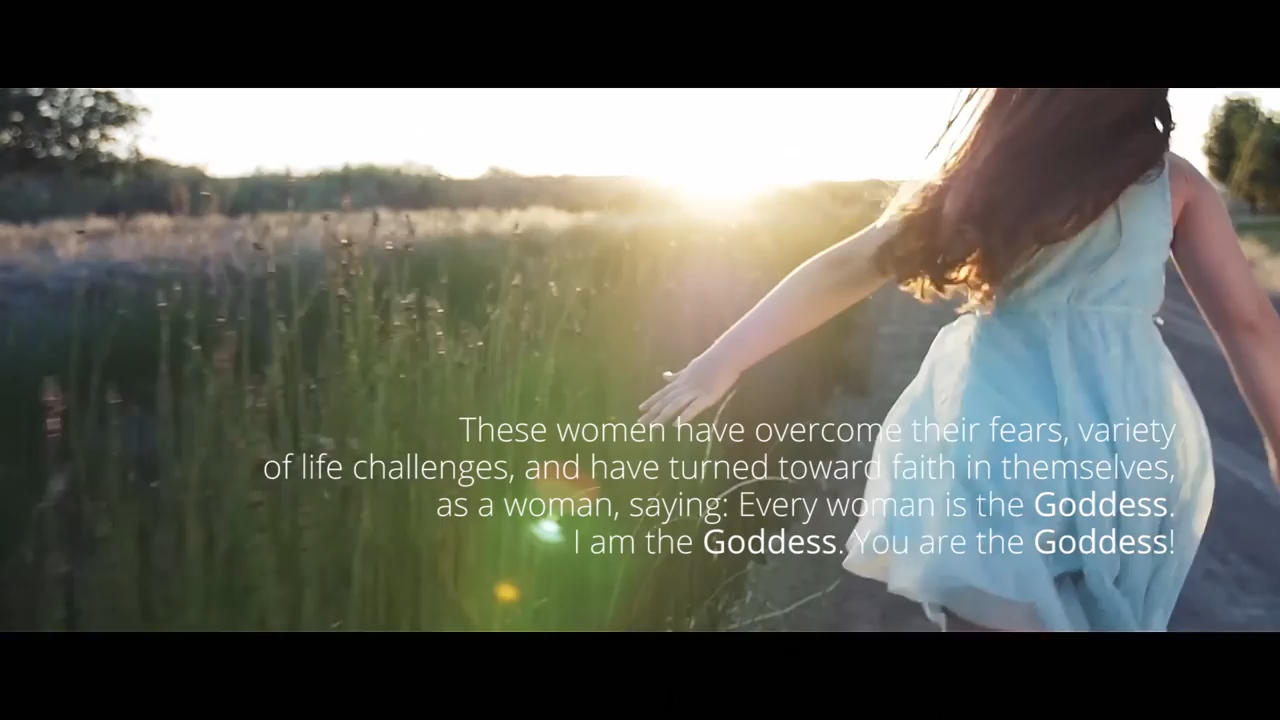 These women have overcome their fears, variety
of life challenges, and have turned toward faith in themselves,
as a woman, saying: Every woman is the Goddess.
I am the Goddess. You are the Goddess!